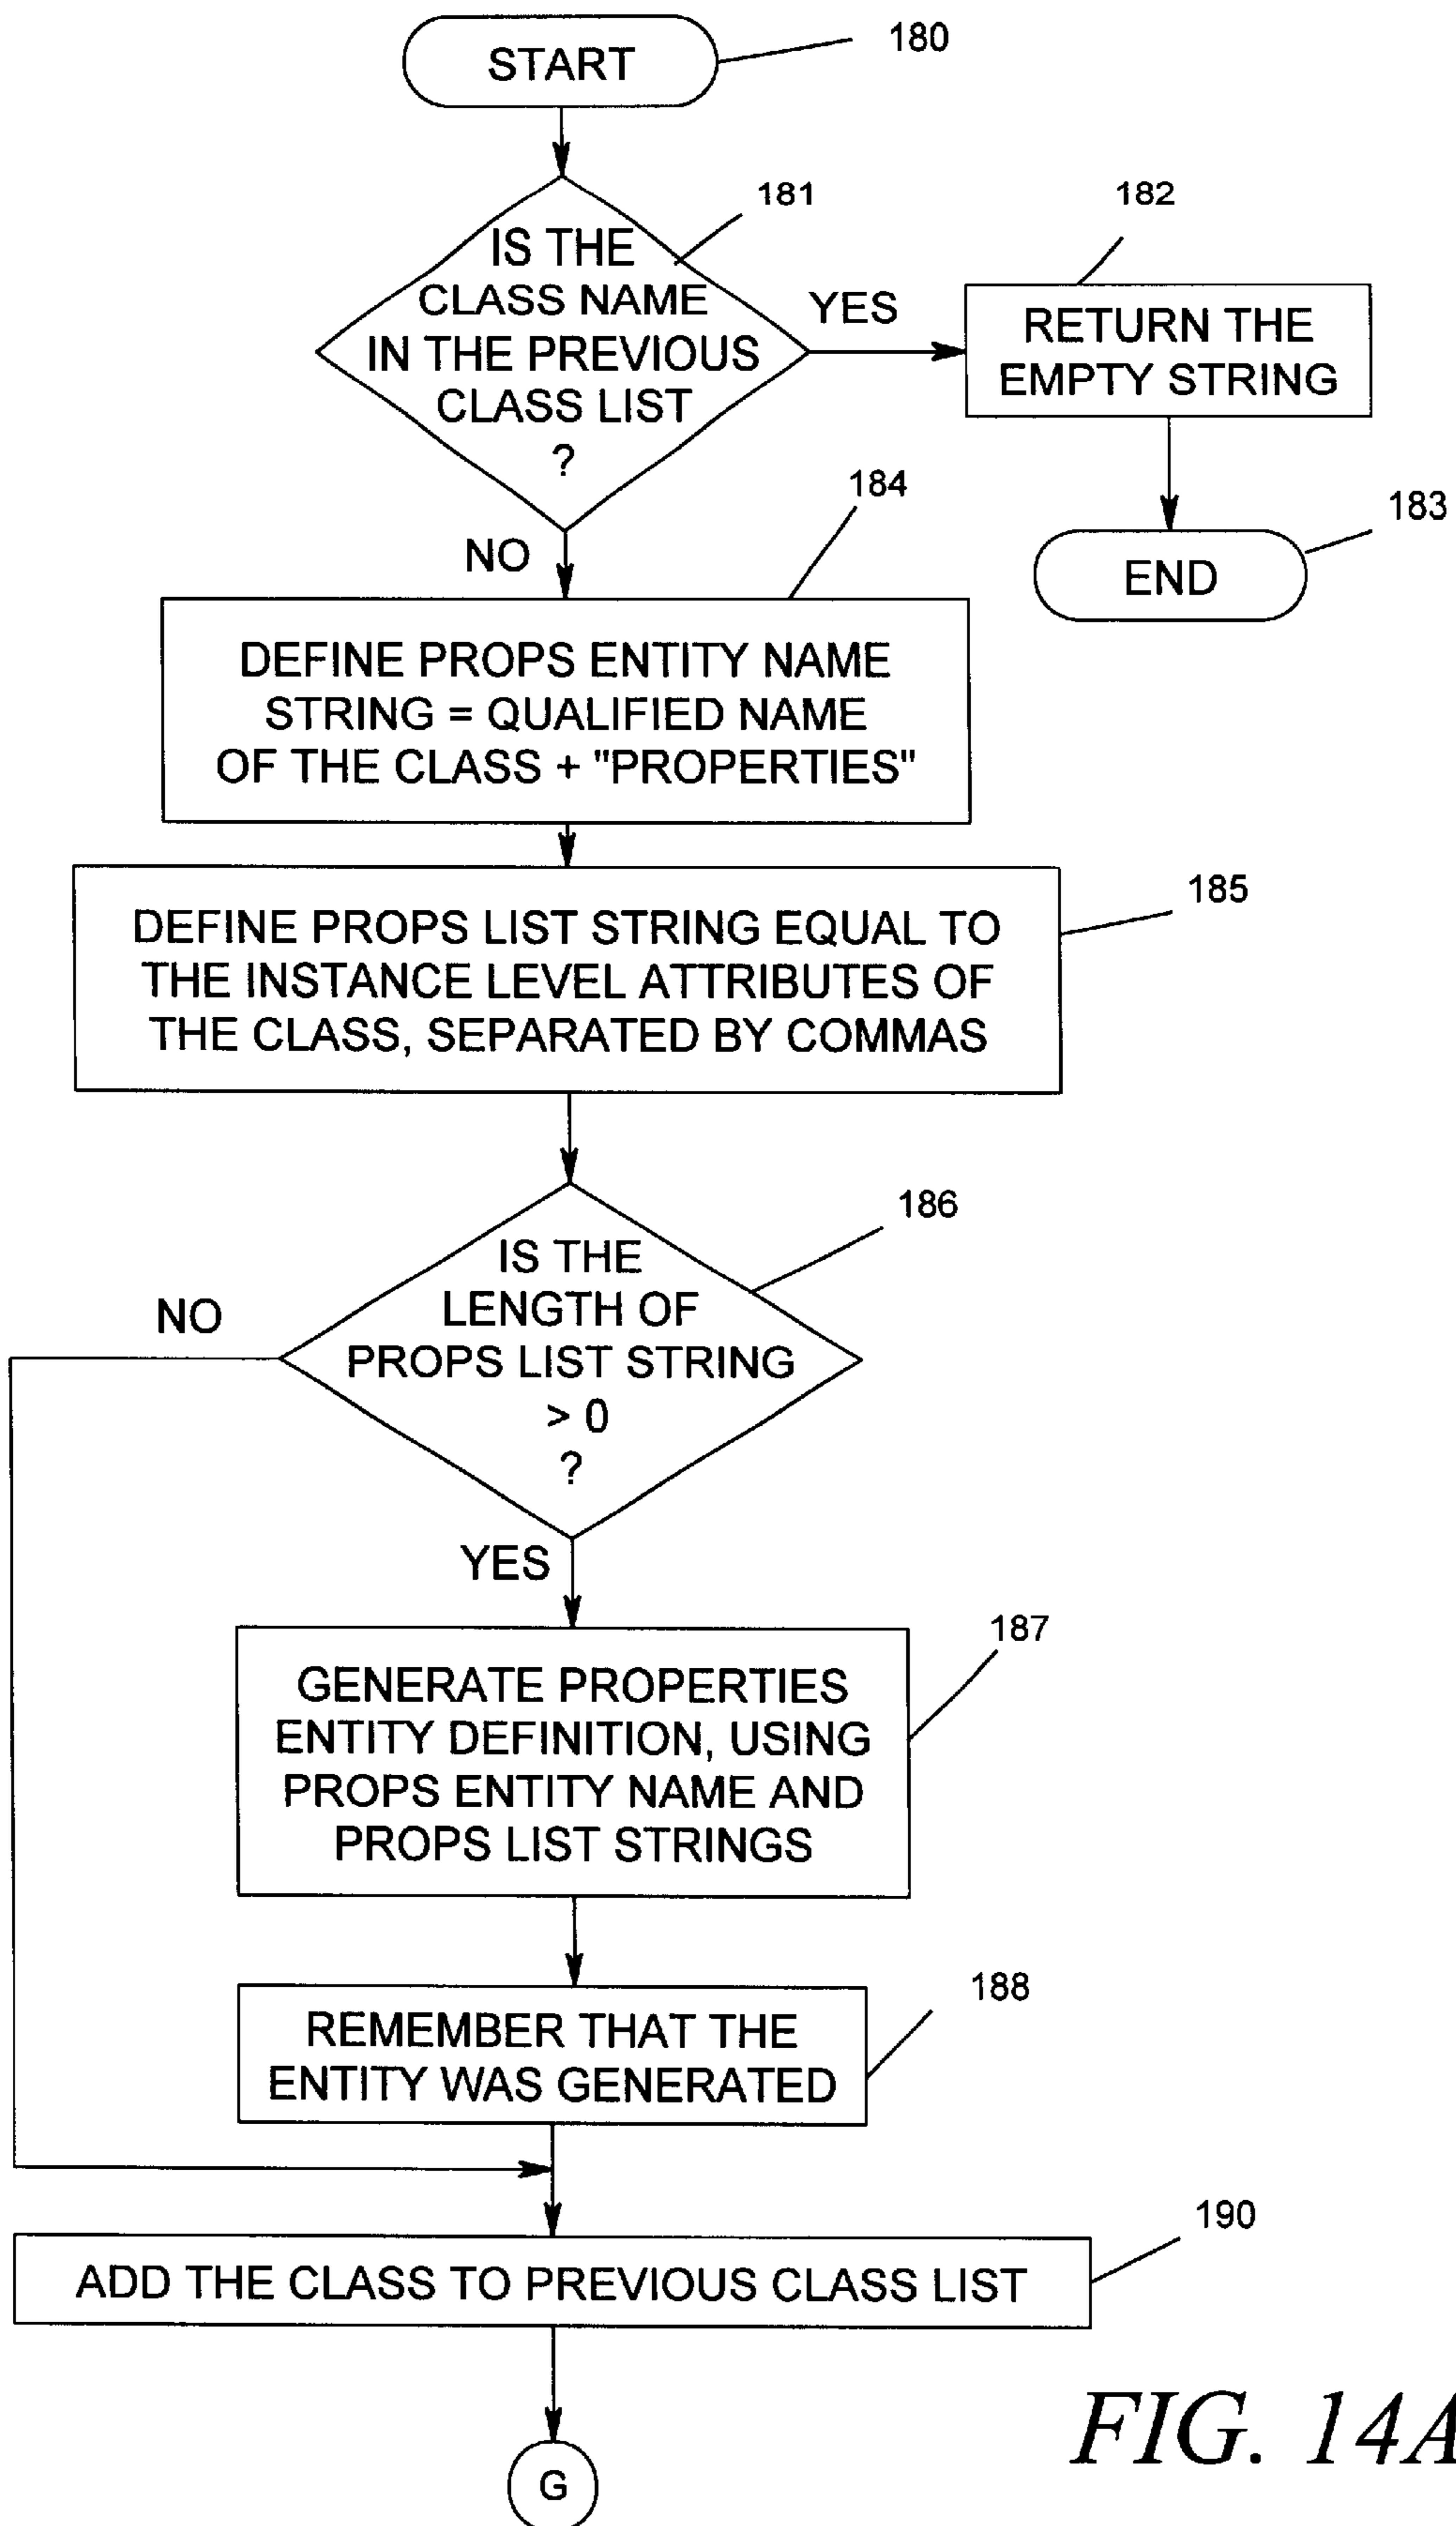 START
180
181
IS THE
CLASS NAME
IN THE PREVIOUS
CLASS LIST
?
YES
182
RETURN THE
EMPTY STRING
183
END
NO
184
DEFINE PROPS ENTITY NAME
STRING = QUALIFIED NAME
OF THE CLASS + "PROPERTIES"
185
DEFINE PROPS LIST STRING EQUAL TO
THE INSTANCE LEVEL ATTRIBUTES OF
THE CLASS, SEPARATED BY COMMAS
186
IS THE
LENGTH OF
PROPS LIST STRING
> 0
?
NO
YES
187
GENERATE PROPERTIES
ENTITY DEFINITION, USING
PROPS ENTITY NAME AND
PROPS LIST STRINGS
188
REMEMBER THAT THE
ENTITY WAS GENERATED
190
ADD THE CLASS TO PREVIOUS CLASS LIST
G
FIG. 14A